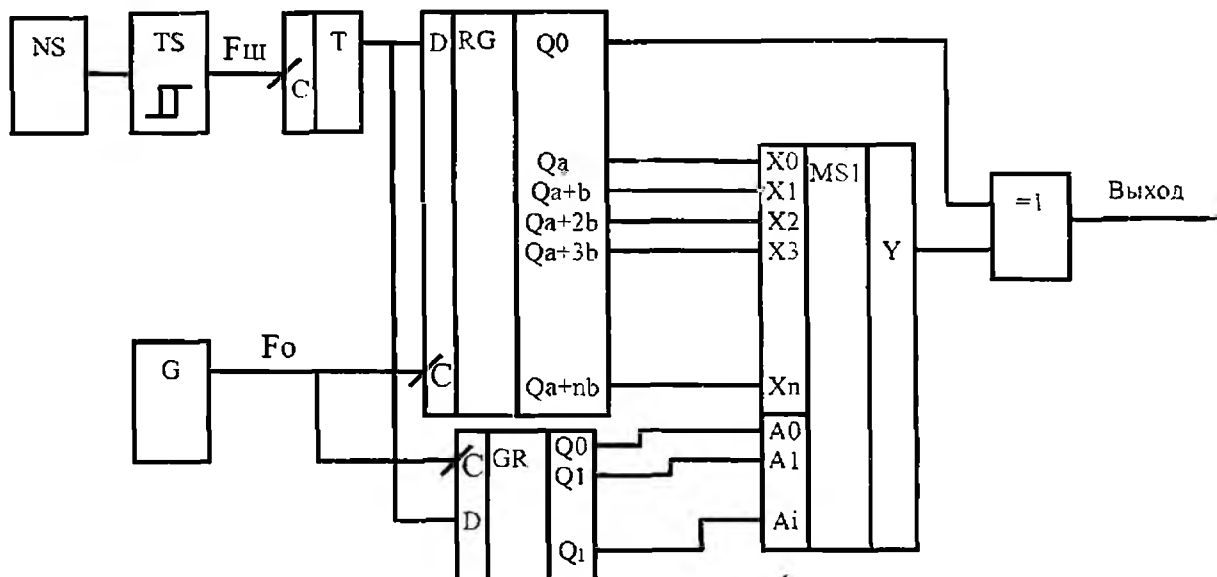 NS
TS
Fш
C
T
D
RG
Q0
Qa
Qa+b
Qa+2b
Qa+3b
Qa+nb
C
X0
X1
X2
X3
Xn
MS1
Y
A0
A1
Ai
=1
Выход
G
Fo
C
D
GR
Q0
Q1
Qi